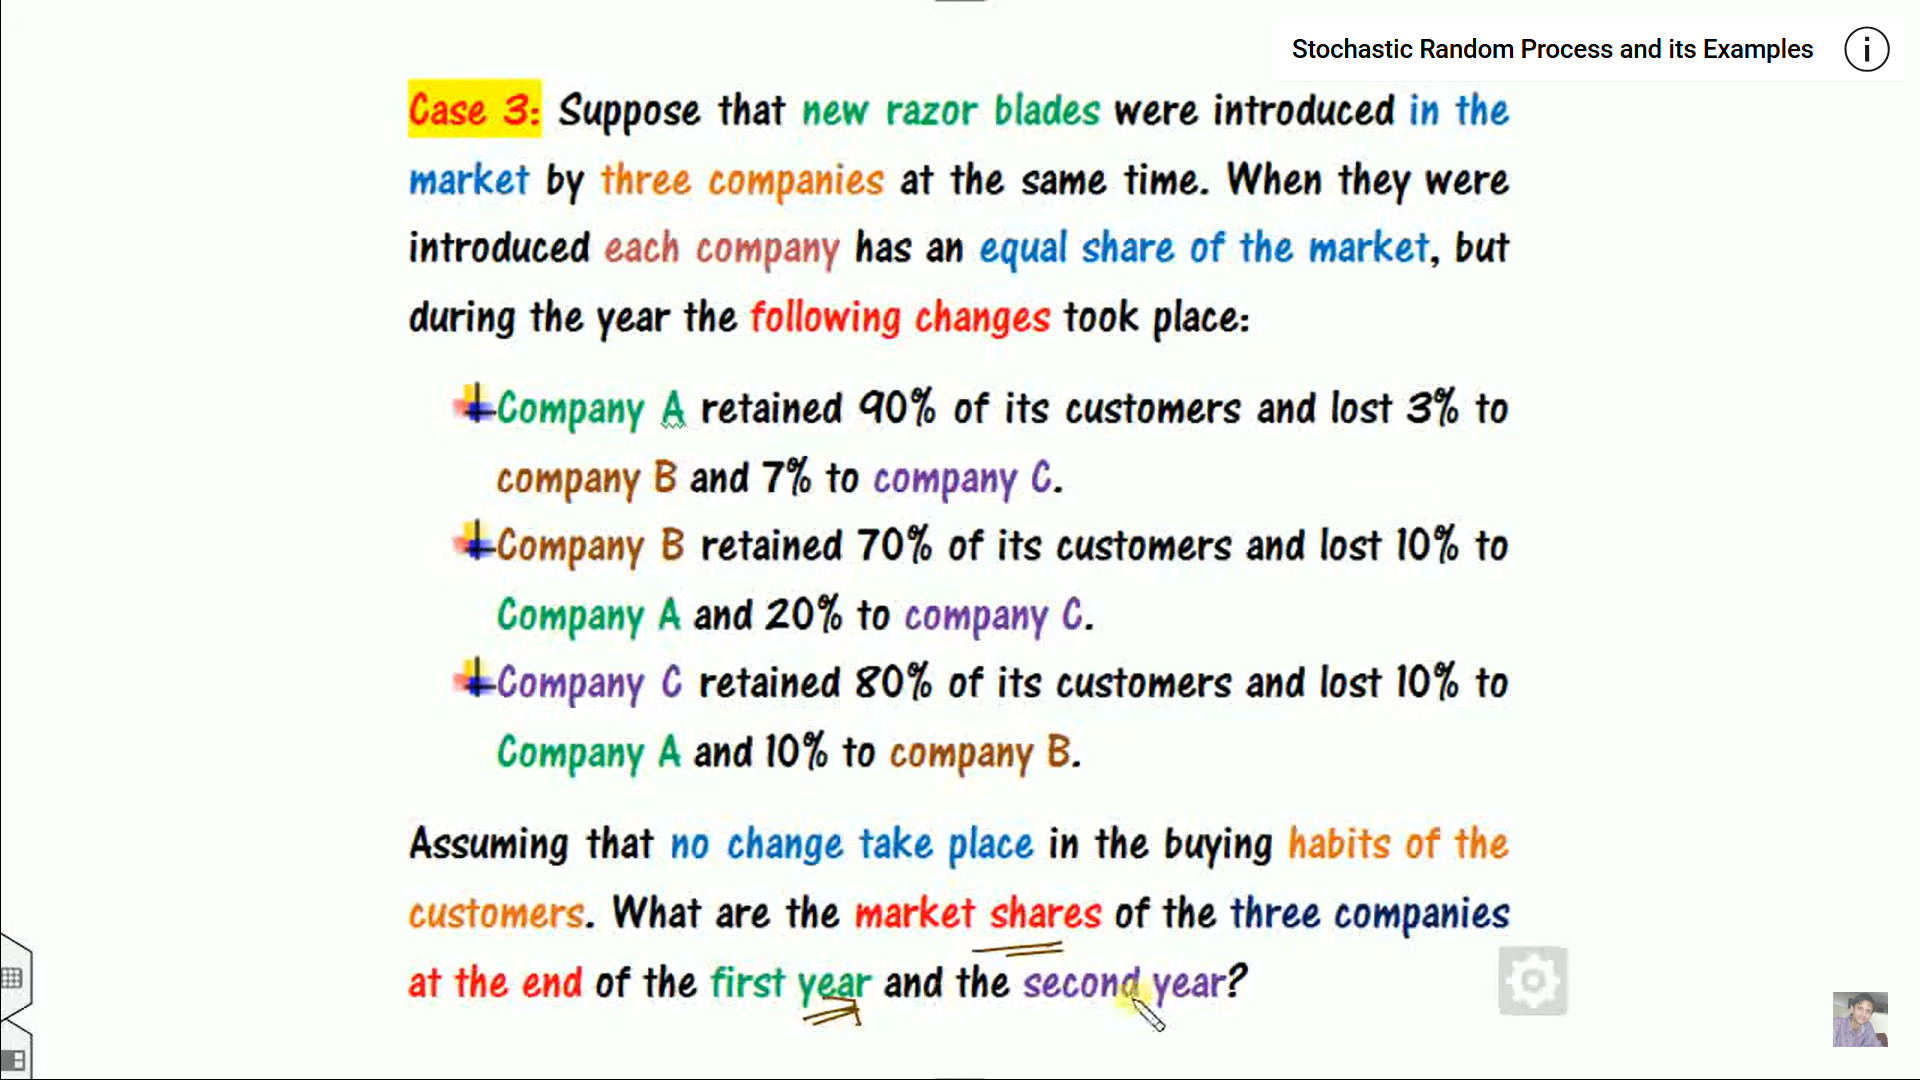 Stochastic Random Process and its Examples
Case 3: Suppose that new razor blades were introduced in the
market by three companies at the same time. When they were
introduced each company has an equal share of the market, but
during the year the following changes took place:
Company A retained 90% of its customers and lost 3% to
company B and 7% to company C.
Company B retained 70% of its customers and lost 10% to
Company A and 20% to company C.
Company C retained 80% of its customers and lost 10% to
Company A and 10% to company B.
Assuming that no change take place in the buying habits of the
customers. What are the market shares of the three companies
at the end of the first year and the second year?